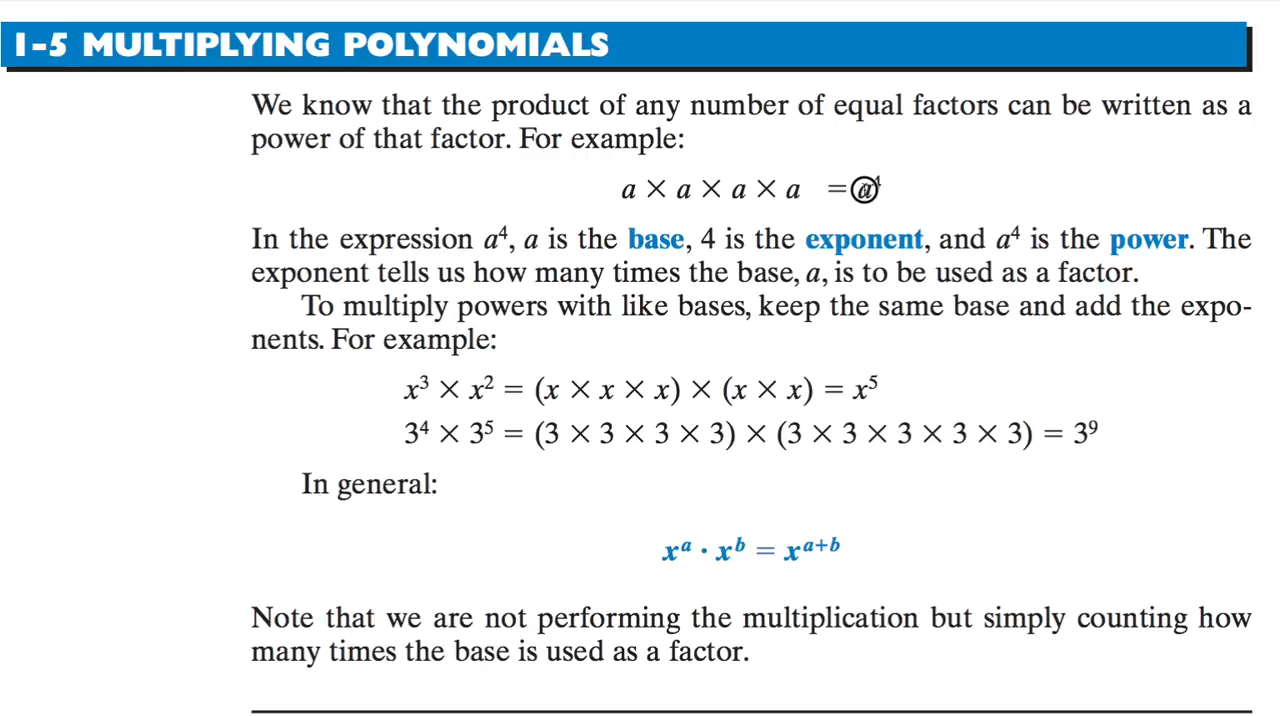 1-5 MULTIPLYING POLYNOMIALS
We know that the product of any number of equal factors can be written as a
power of that factor. For example:
a × a × a × a = a⁴
In the expression a⁴, a is the base, 4 is the exponent, and a⁴ is the power. The
exponent tells us how many times the base, a, is to be used as a factor.
To multiply powers with like bases, keep the same base and add the expo-
nents. For example:
x³ × x² = (x × x × x) × (x × x) = x⁵
3⁴ × 3⁵ = (3 × 3 × 3 × 3) × (3 × 3 × 3 × 3 × 3) = 3⁹
In general:
xᵃ · xᵇ = xᵃ⁺ᵇ
Note that we are not performing the multiplication but simply counting how
many times the base is used as a factor.